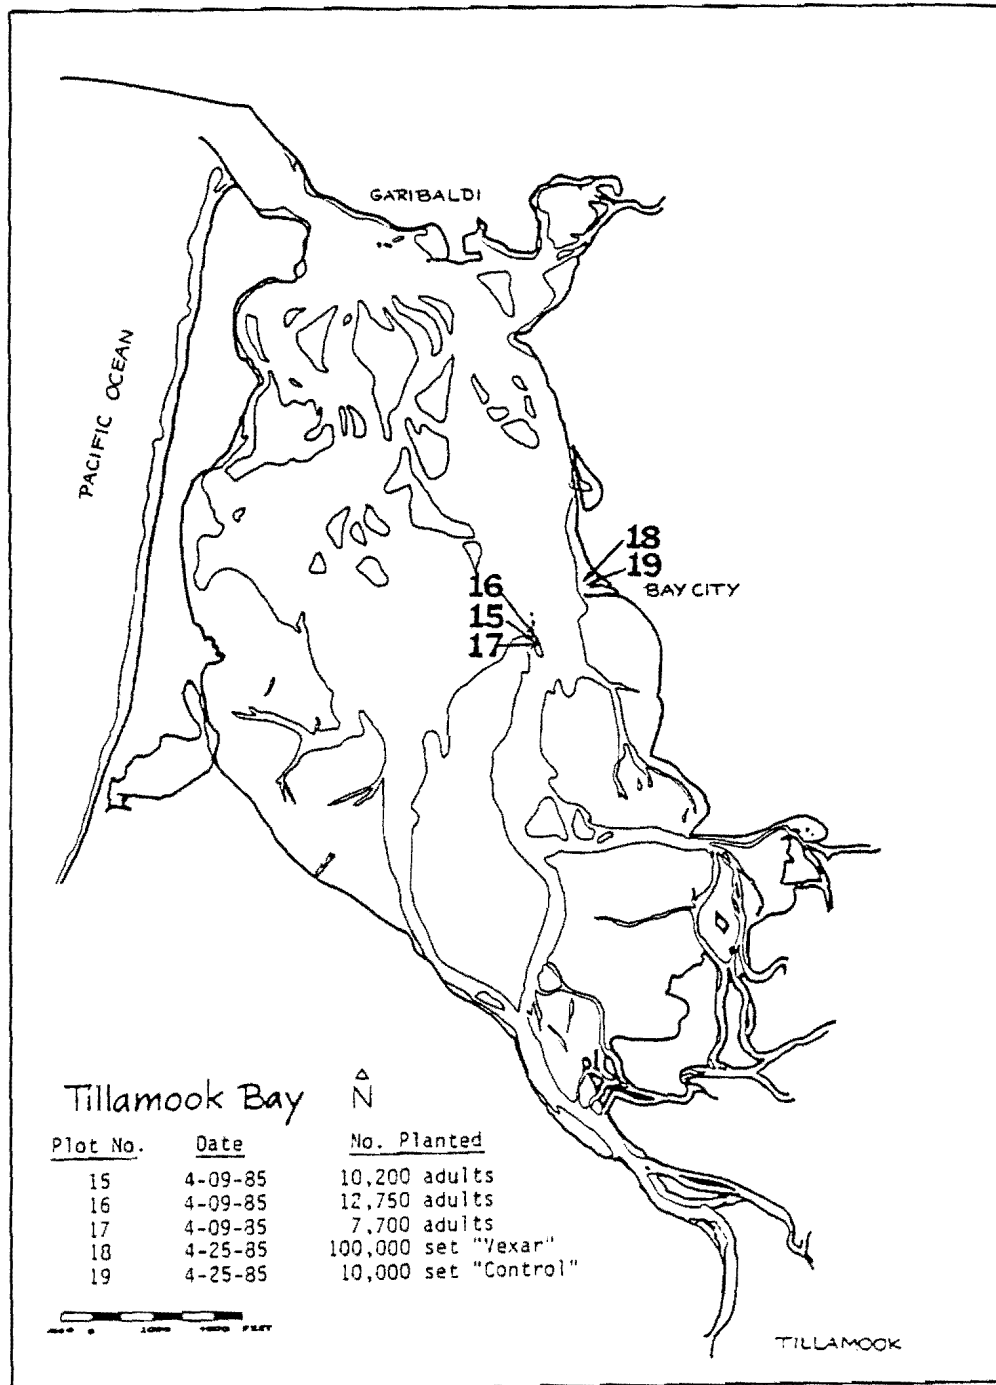 GARIBALDI
PACIFIC OCEAN
18
19
BAY CITY
16
15
17
Tillamook Bay N
Plot No. Date No. Planted
15 4-09-85 10,200 adults
16 4-09-85 12,750 adults
17 4-09-85 7,700 adults
18 4-25-85 100,000 set "Vexar"
19 4-25-85 10,000 set "Control"
0 FEET
TILLAMOOK